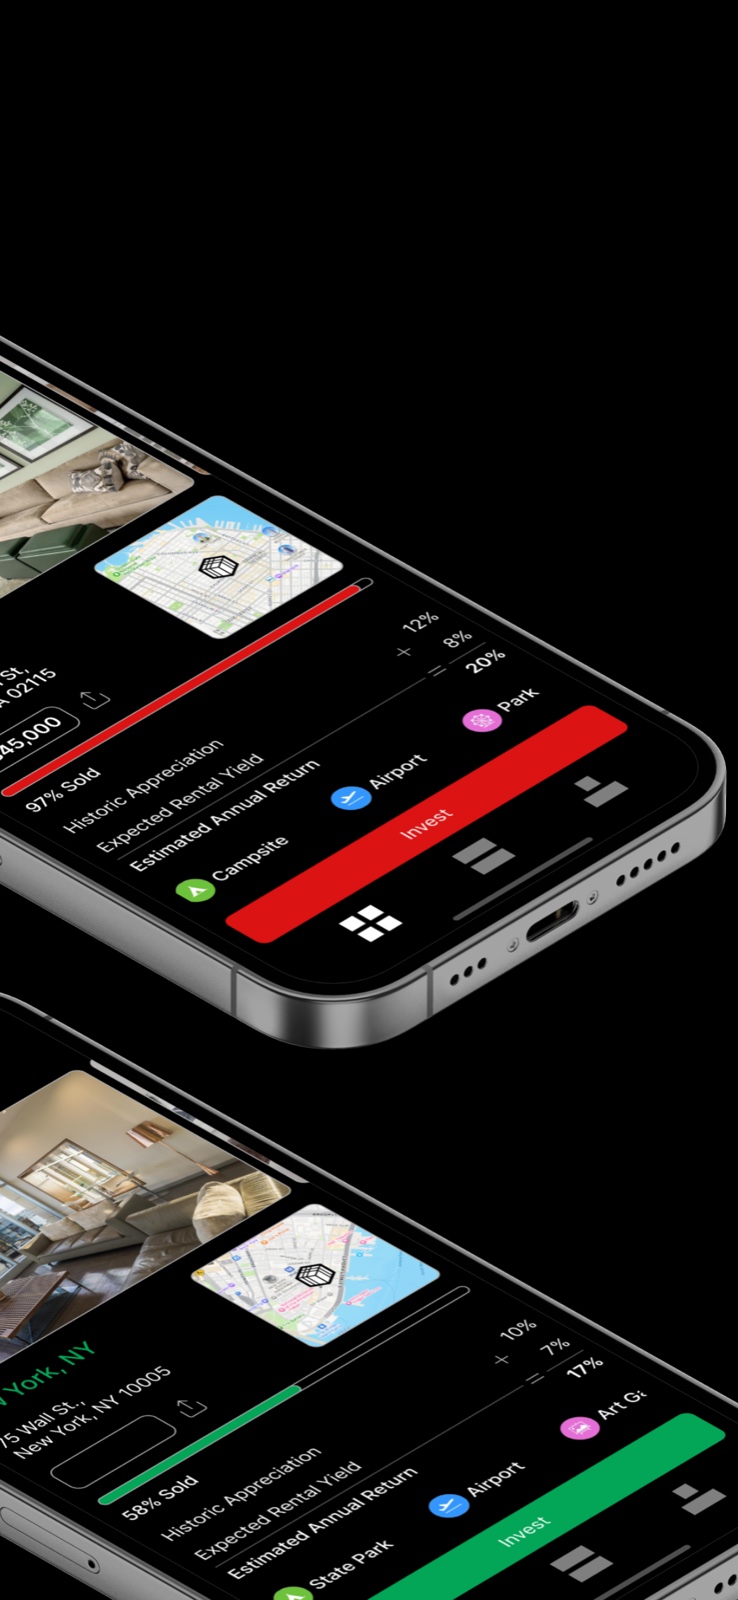 St,
A 02115
45,000
97% Sold
Historic Appreciation
12%
Expected Rental Yield
+ 8%
Estimated Annual Return
= 20%
Campsite
Airport
Park
Invest
York, NY
75 Wall St.,
New York, NY 10005
58% Sold
Historic Appreciation
10%
Expected Rental Yield
+ 7%
Estimated Annual Return
= 17%
State Park
Airport
Art Ga
Invest